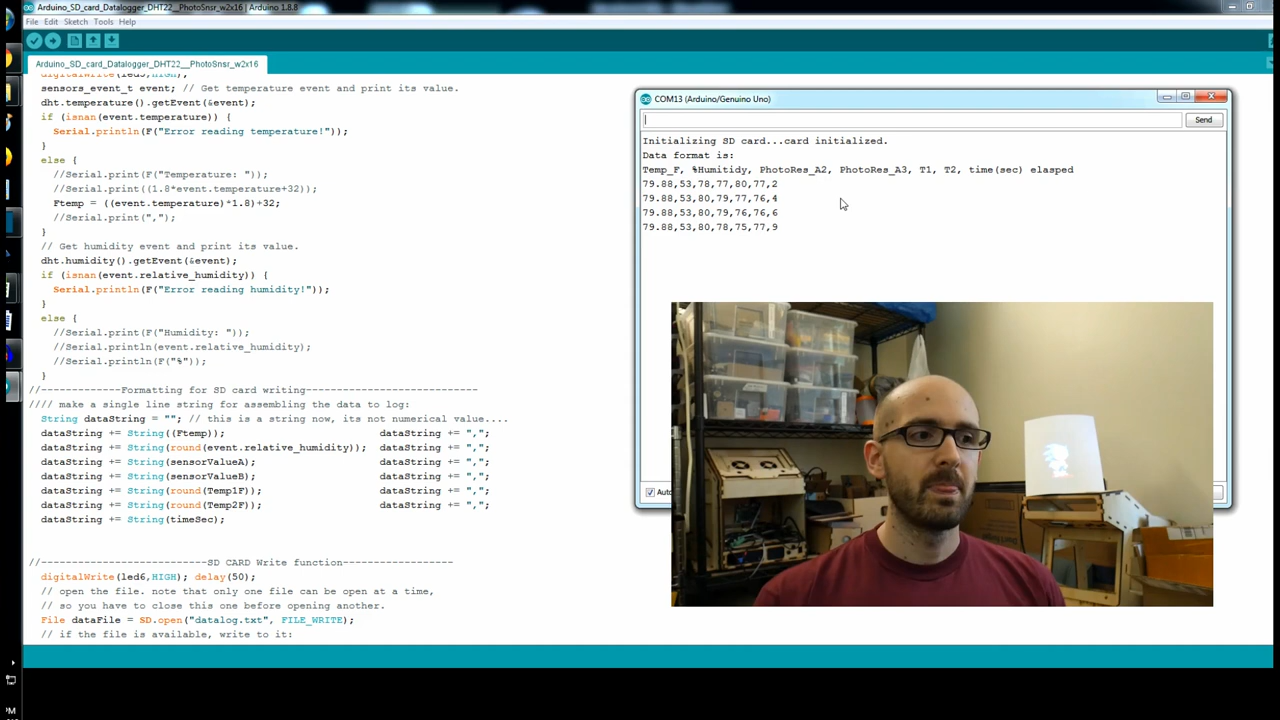 Arduino_SD_card_Datalogger_DHT22__PhotoSnsr_w2x16 | Arduino 1.8.8
File Edit Sketch Tools Help
Arduino_SD_card_Datalogger_DHT22__PhotoSnsr_w2x16
digitalWrite(led5,HIGH);
sensors_event_t event; // Get temperature event and print its value.
dht.temperature().getEvent(&event);
if (isnan(event.temperature)) {
Serial.println(F("Error reading temperature!"));
}
else {
//Serial.print(F("Temperature: "));
//Serial.print((1.8*event.temperature+32));
Ftemp = ((event.temperature)*1.8)+32;
//Serial.print(",");
}
// Get humidity event and print its value.
dht.humidity().getEvent(&event);
if (isnan(event.relative_humidity)) {
Serial.println(F("Error reading humidity!"));
}
else {
//Serial.print(F("Humidity: "));
//Serial.println(event.relative_humidity);
//Serial.println(F("%"));
}
//-------------Formatting for SD card writing--------------------------
//// make a single line string for assembling the data to log:
String dataString = ""; // this is a string now, its not numerical value....
dataString += String((Ftemp)); dataString += ",";
dataString += String(round(event.relative_humidity)); dataString += ",";
dataString += String(sensorValueA); dataString += ",";
dataString += String(sensorValueB); dataString += ",";
dataString += String(round(Temp1F)); dataString += ",";
dataString += String(round(Temp2F)); dataString += ",";
dataString += String(timeSec);
//-------------------------SD CARD Write function------------------
digitalWrite(led6,HIGH); delay(50);
// open the file. note that only one file can be open at a time,
// so you have to close this one before opening another.
File dataFile = SD.open("datalog.txt", FILE_WRITE);
// if the file is available, write to it:
COM13 (Arduino/Genuino Uno)
Send
Initializing SD card...card initialized.
Data format is:
Temp_F, %Humitidy, PhotoRes_A2, PhotoRes_A3, T1, T2, time(sec) elasped
79.88,53,78,77,80,77,2
79.88,53,80,79,77,76,4
79.88,53,80,79,76,76,6
79.88,53,80,78,75,77,9
Auto
PM